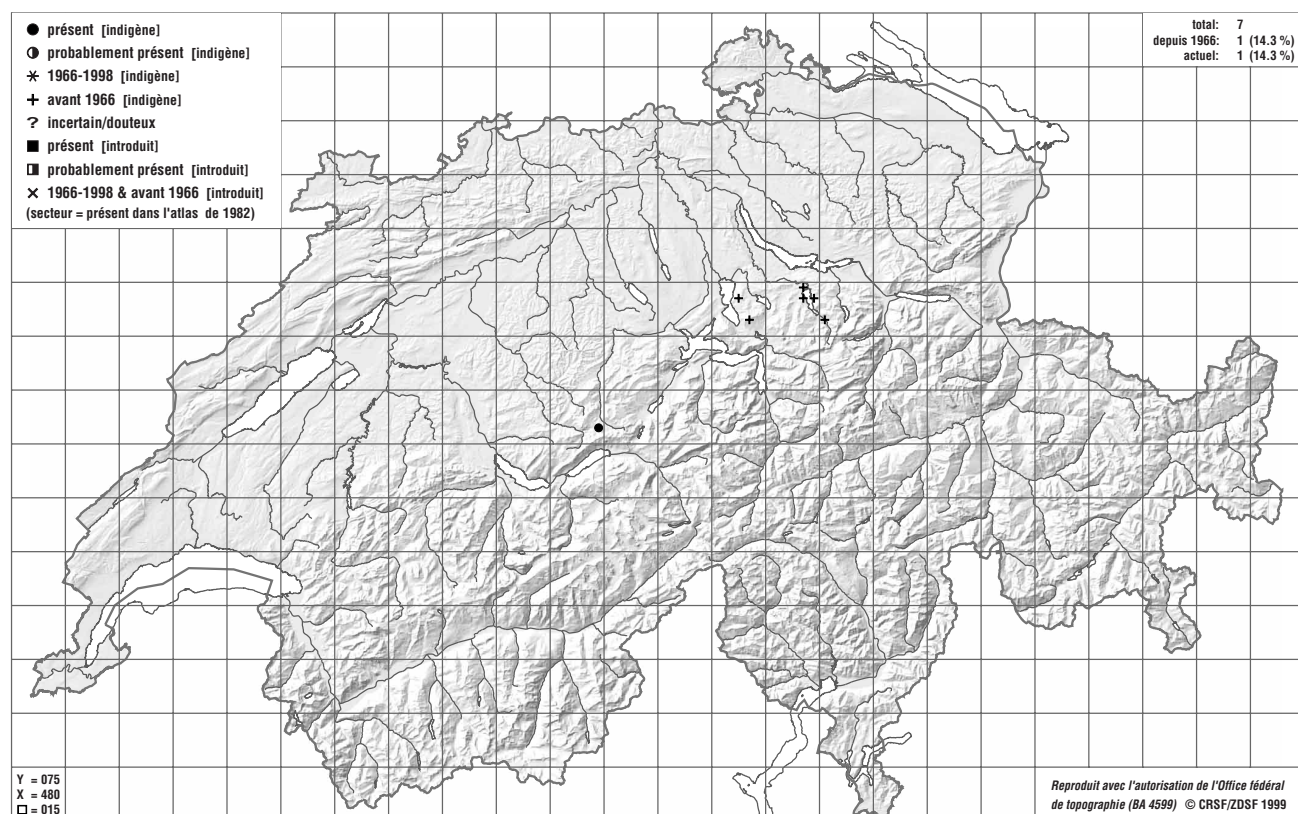 ● présent [indigène]
◑ probablement présent [indigène]
✳ 1966-1998 [indigène]
+ avant 1966 [indigène]
? incertain/douteux
■ présent [introduit]
◨ probablement présent [introduit]
× 1966-1998 & avant 1966 [introduit]
(secteur = présent dans l'atlas de 1982)
total: 7
depuis 1966: 1 (14.3 %)
actuel: 1 (14.3 %)
Y = 075
X = 480
□ = 015
Reproduit avec l'autorisation de l'Office fédéral
de topographie (BA 4599) © CRSF/ZDSF 1999